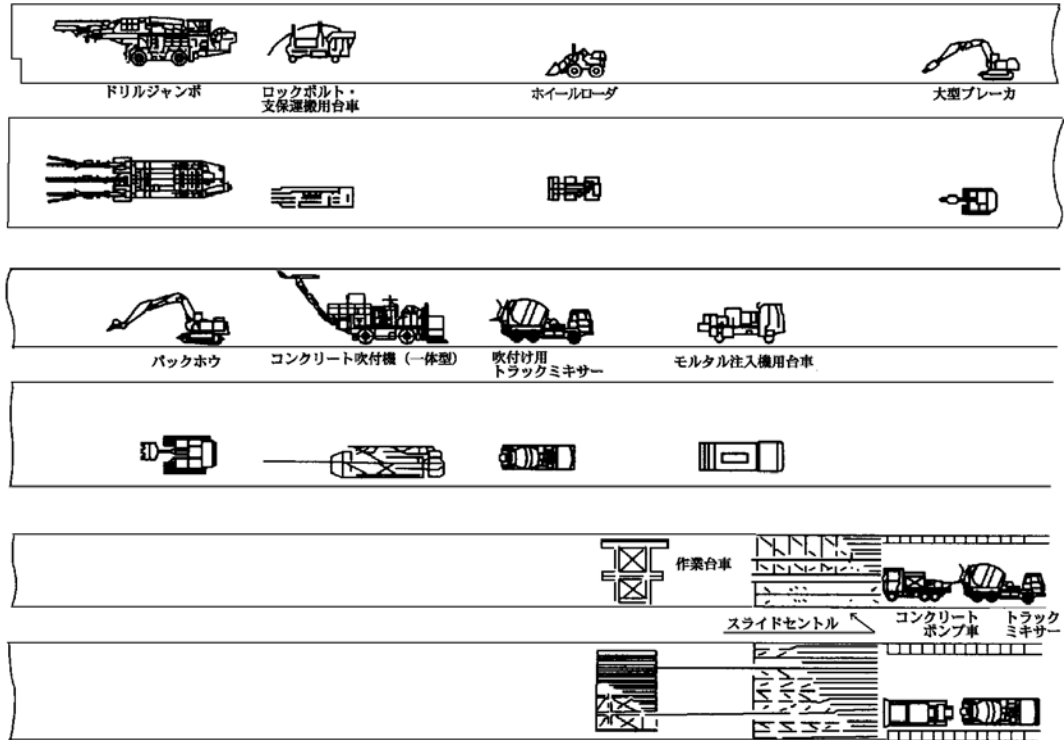 ドリルジャンボ
ロックボルト・
支保運搬用台車
ホイールローダ
大型ブレーカ
バックホウ
コンクリート吹付機（一体型）
吹付け用
トラックミキサー
モルタル注入機用台車
作業台車
スライドセントル
コンクリート
ポンプ車
トラック
ミキサー